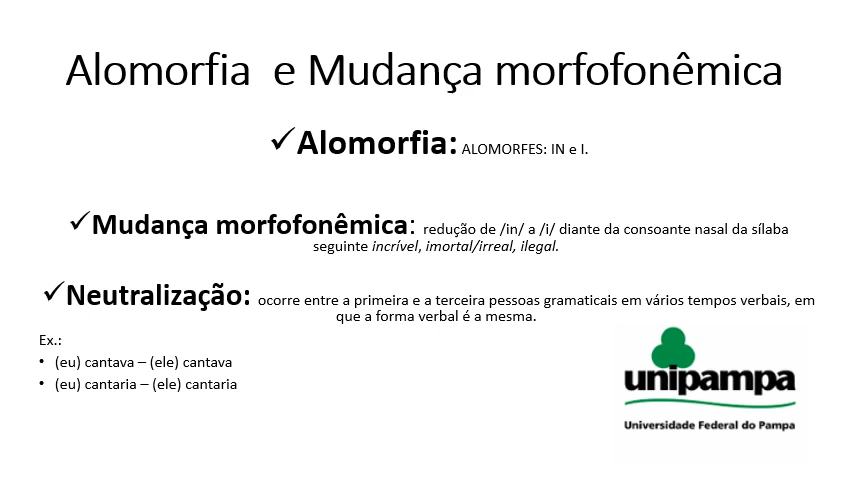 Alomorfia e Mudança morfofonêmica
✓Alomorfia: ALOMORFES: IN e I.
✓Mudança morfofonêmica: redução de /in/ a /i/ diante da consoante nasal da sílaba
seguinte incrível, imortal/irreal, ilegal.
✓Neutralização: ocorre entre a primeira e a terceira pessoas gramaticais em vários tempos verbais, em
que a forma verbal é a mesma.
Ex.:
• (eu) cantava – (ele) cantava
• (eu) cantaria – (ele) cantaria
unipampa
Universidade Federal do Pampa